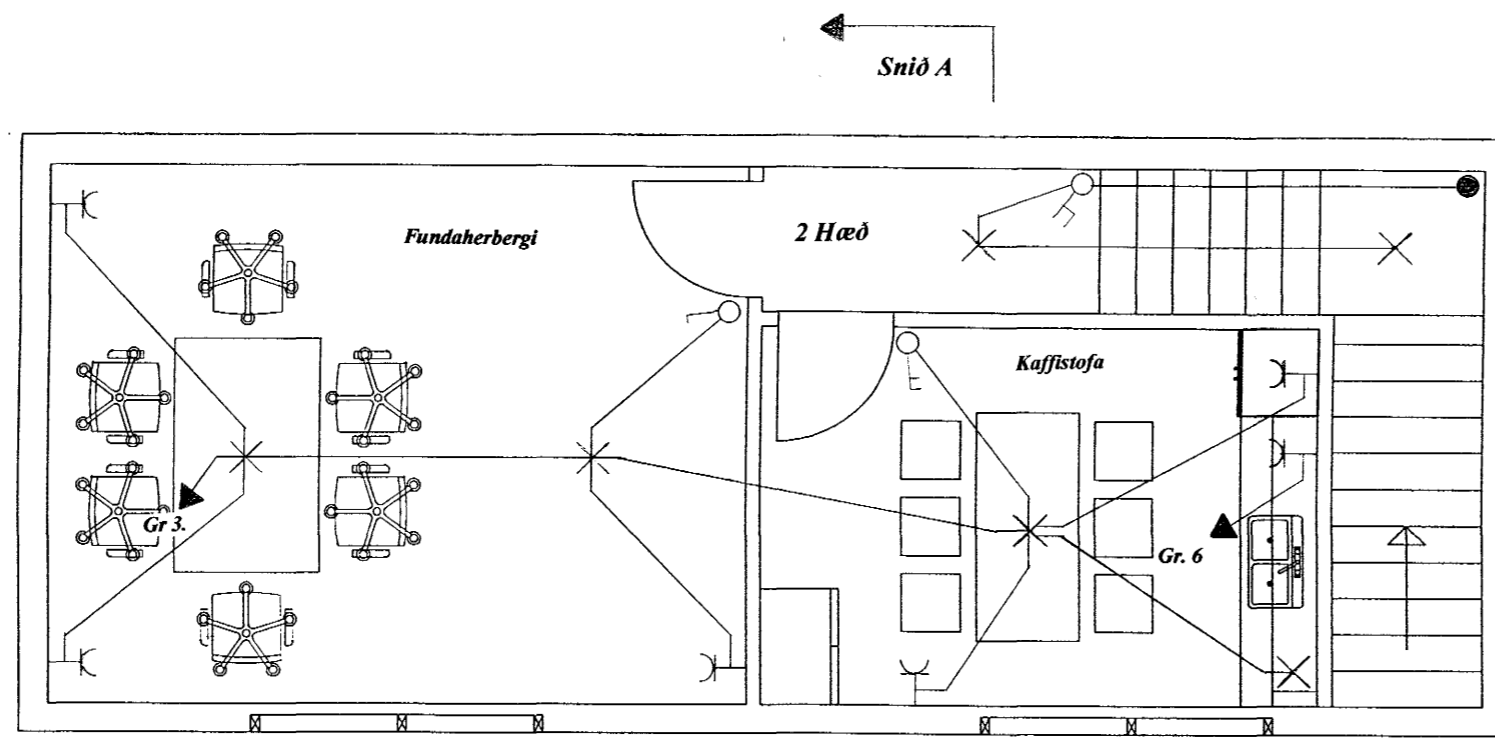 Snið A
Fundaherbergi
2 Hæð
Kaffistofa
Gr 3.
Gr. 6